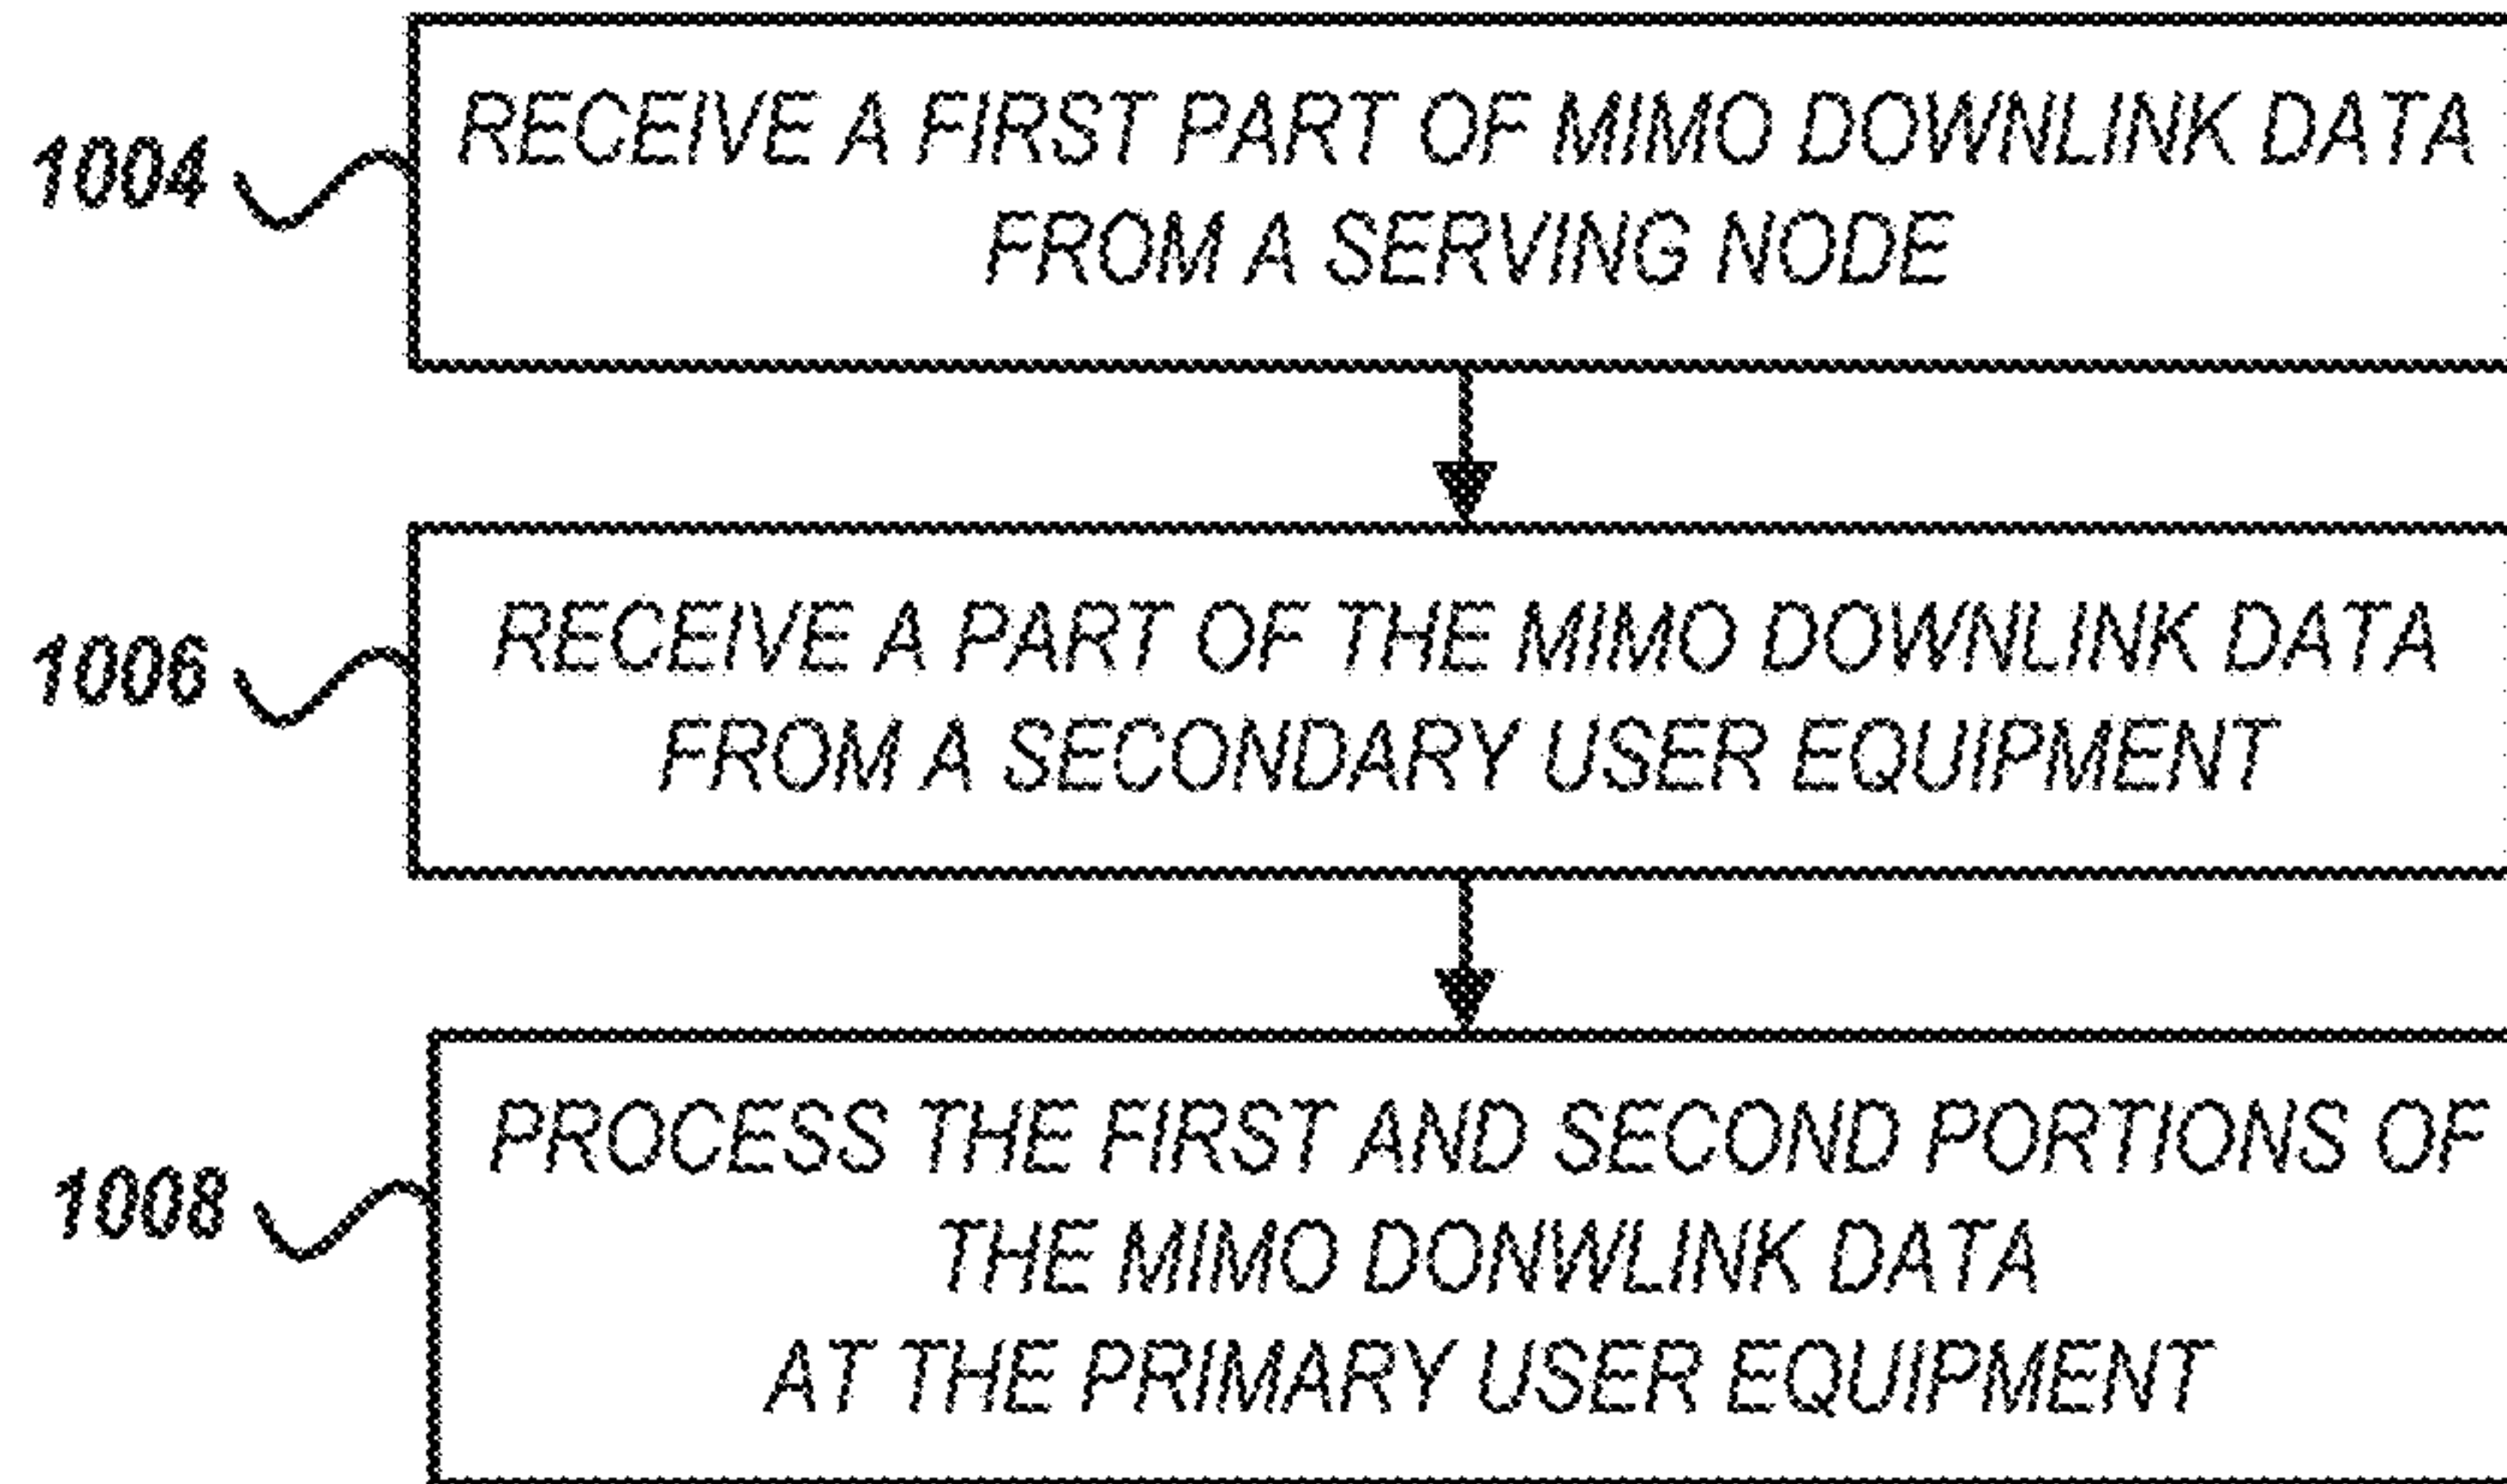 1004
RECEIVE A FIRST PART OF MIMO DOWNLINK DATA
FROM A SERVING NODE
1006
RECEIVE A PART OF THE MIMO DOWNLINK DATA
FROM A SECONDARY USER EQUIPMENT
1008
PROCESS THE FIRST AND SECOND PORTIONS OF
THE MIMO DONWLINK DATA
AT THE PRIMARY USER EQUIPMENT